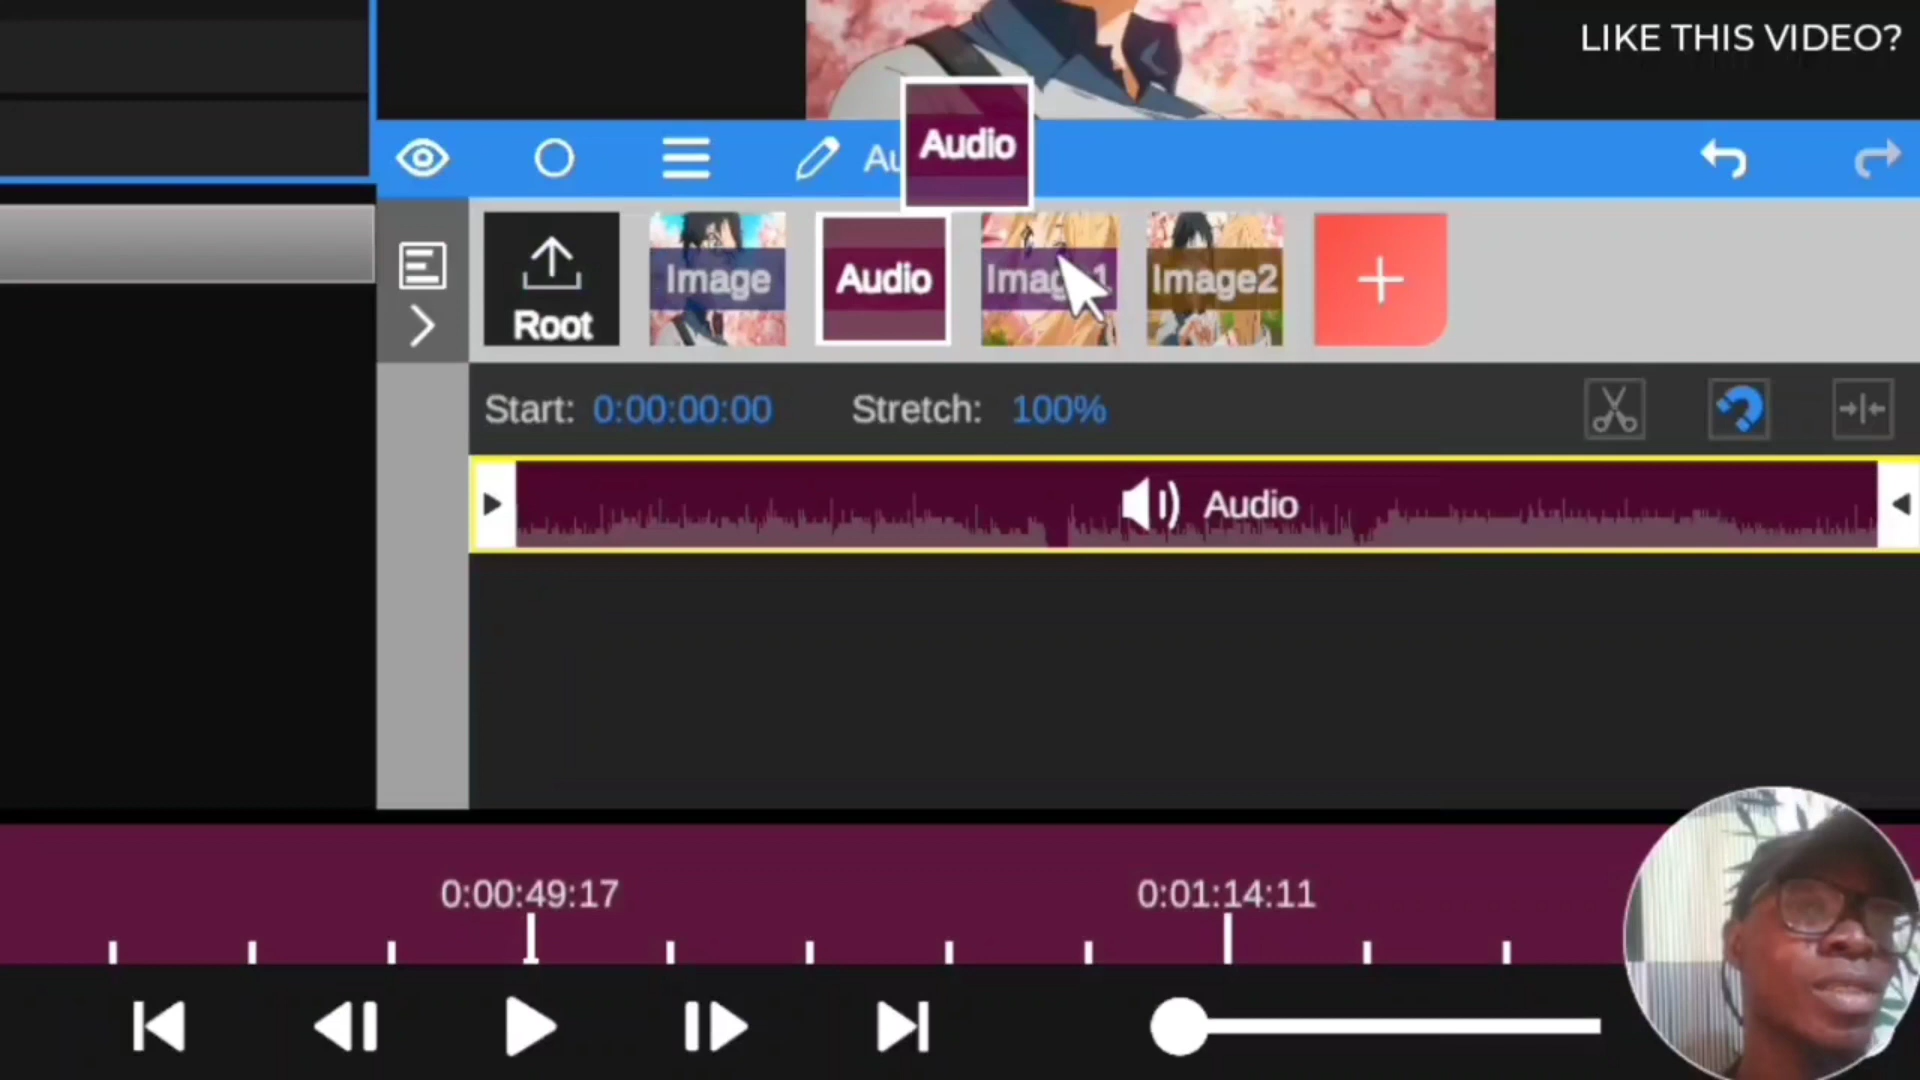 LIKE THIS VIDEO?
Audio
Au
Root
Image
Audio
Image1
Image2
Start: 0:00:00:00
Stretch: 100%
Audio
0:00:49:17
0:01:14:11